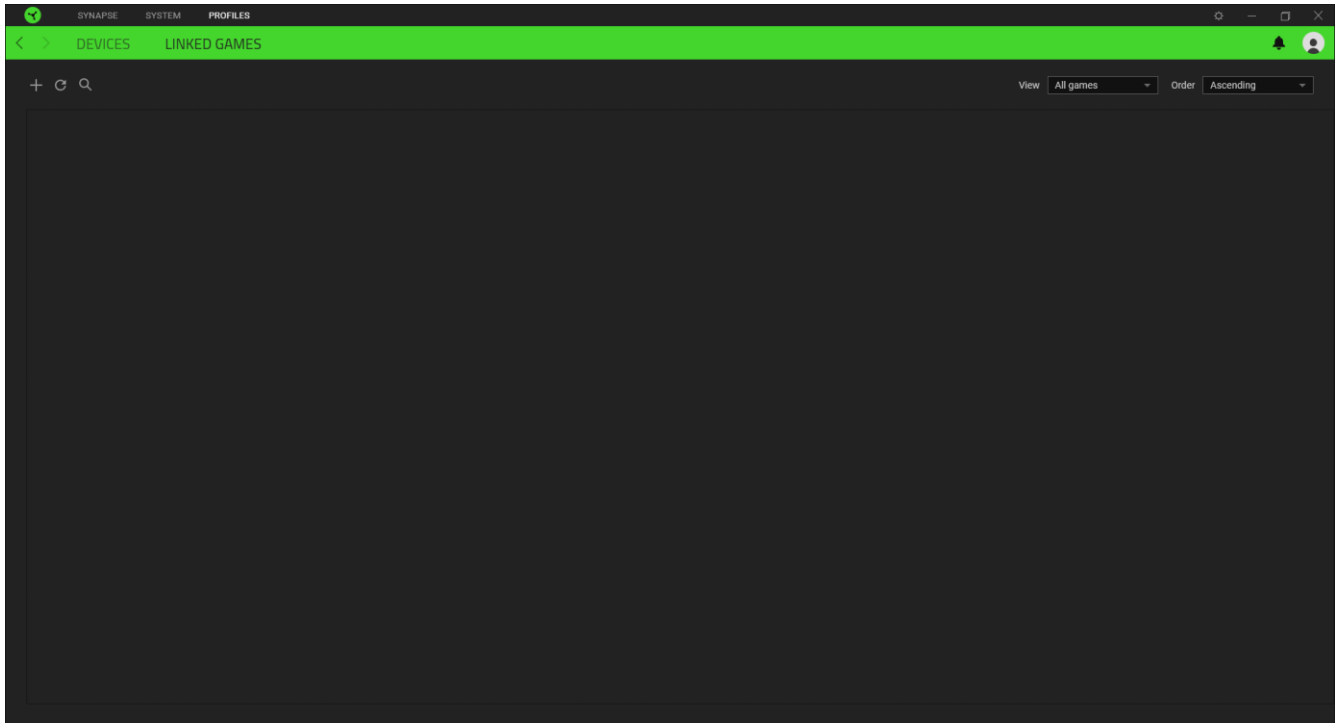 SYNAPSE SYSTEM PROFILES
DEVICES LINKED GAMES
View All games Order Ascending